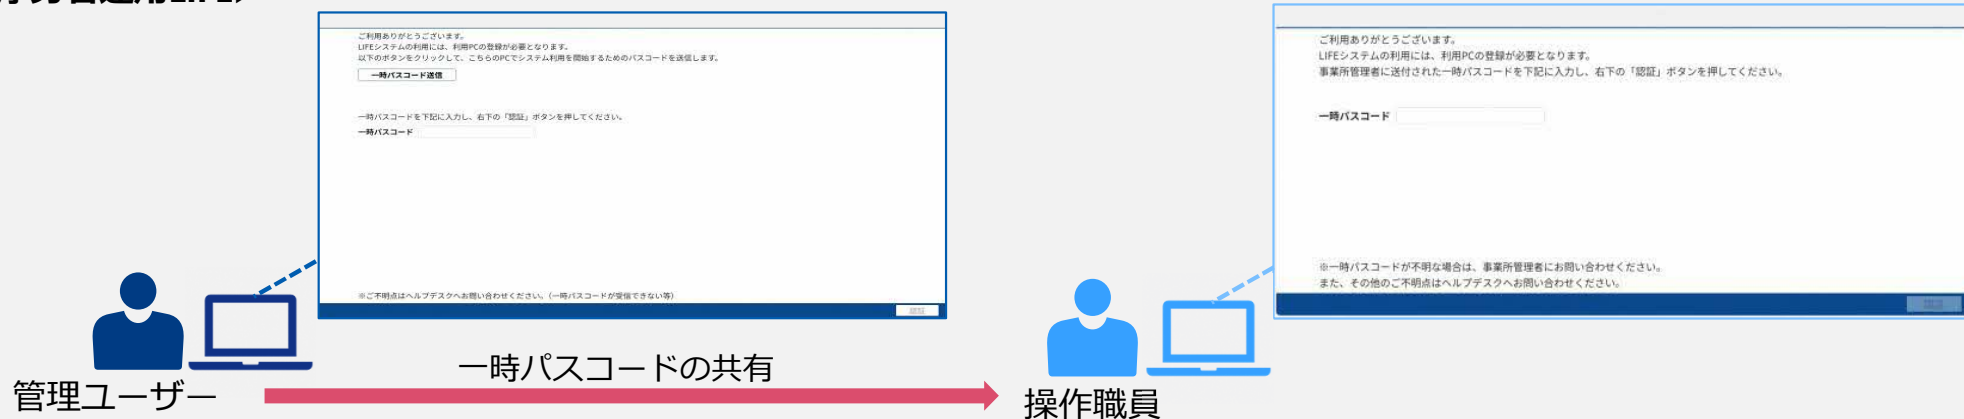 ご利用ありがとうございます。
LIFEシステムの利用には、利用PCの登録が必要となります。
以下のボタンをクリックして、こちらのPCでシステム利用を開始するためのパスコードを送信します。
一時パスコード送信
一時パスコードを下記に入力し、右下の「認証」ボタンを押してください。
一時パスコード
※ご不明点はヘルプデスクへお問い合わせください。(一時パスコードが受信できない等)
認証
ご利用ありがとうございます。
LIFEシステムの利用には、利用PCの登録が必要となります。
事業所管理者に送付された一時パスコードを下記に入力し、右下の「認証」ボタンを押してください。
一時パスコード
※一時パスコードが不明な場合は、事業所管理者にお問い合わせください。
また、その他のご不明点はヘルプデスクへお問い合わせください。
認証
一時パスコードの共有
管理ユーザー
操作職員